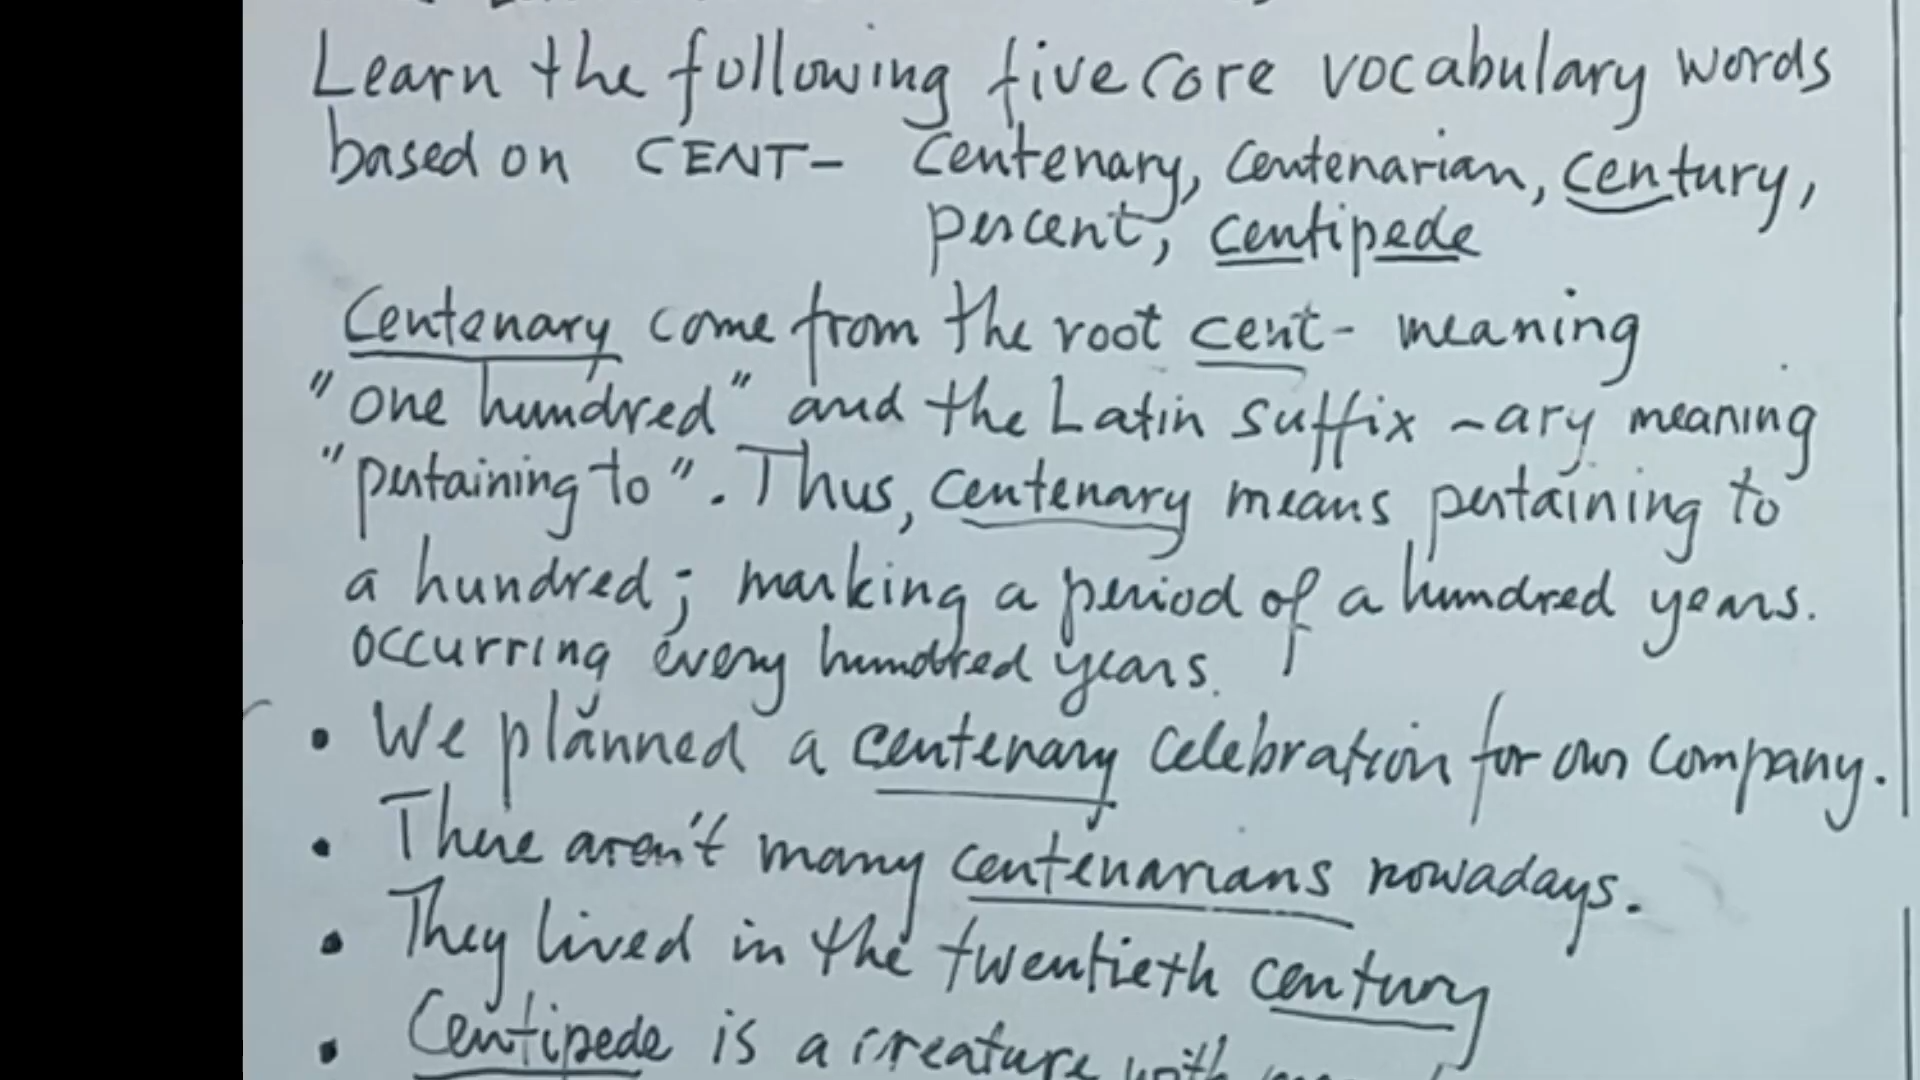 Learn the following five core vocabulary words
based on CENT- Centenary, Centenarian, century,
percent, centipede
Centenary come from the root cent- meaning
"one hundred" and the Latin suffix -ary meaning
"pertaining to". Thus, centenary means pertaining to
a hundred; marking a period of a hundred years.
occurring every hundred years.
• We planned a centenary celebration for our company.
• There aren't many centenarians nowadays.
• They lived in the twentieth century
• Centipede is a creature with